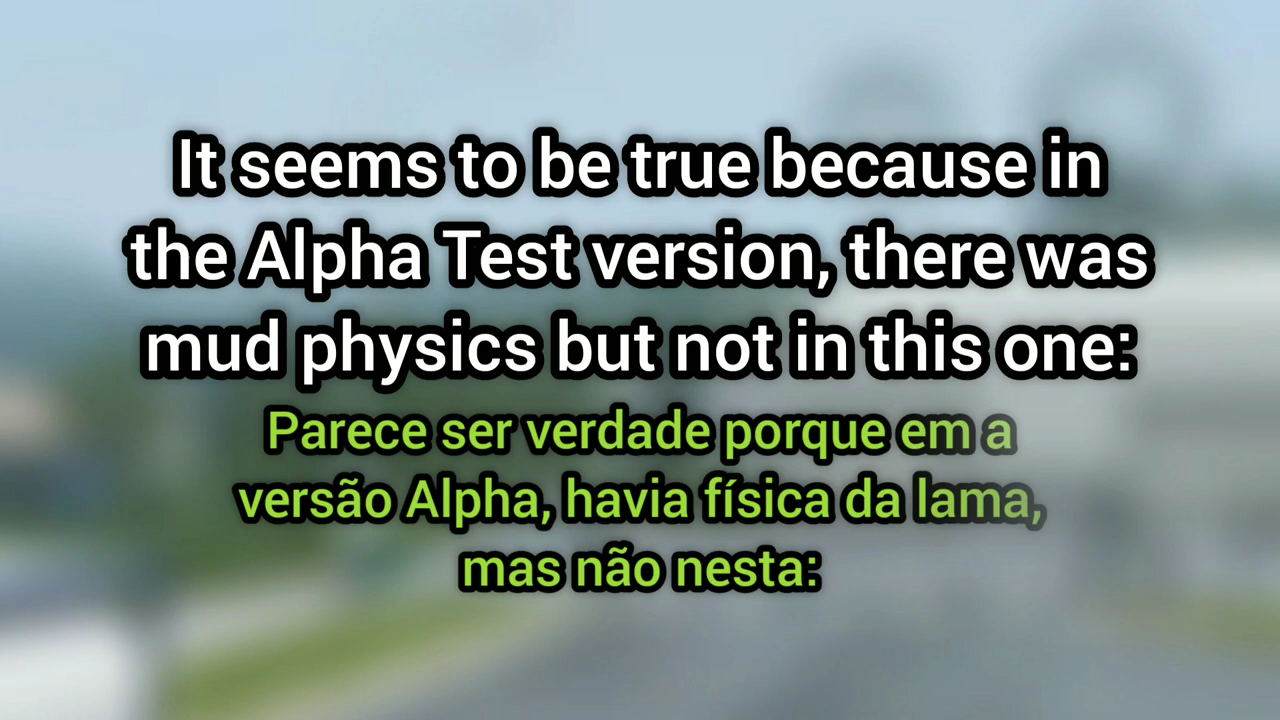 It seems to be true because in
the Alpha Test version, there was
mud physics but not in this one:
Parece ser verdade porque em a
versão Alpha, havia física da lama,
mas não nesta: